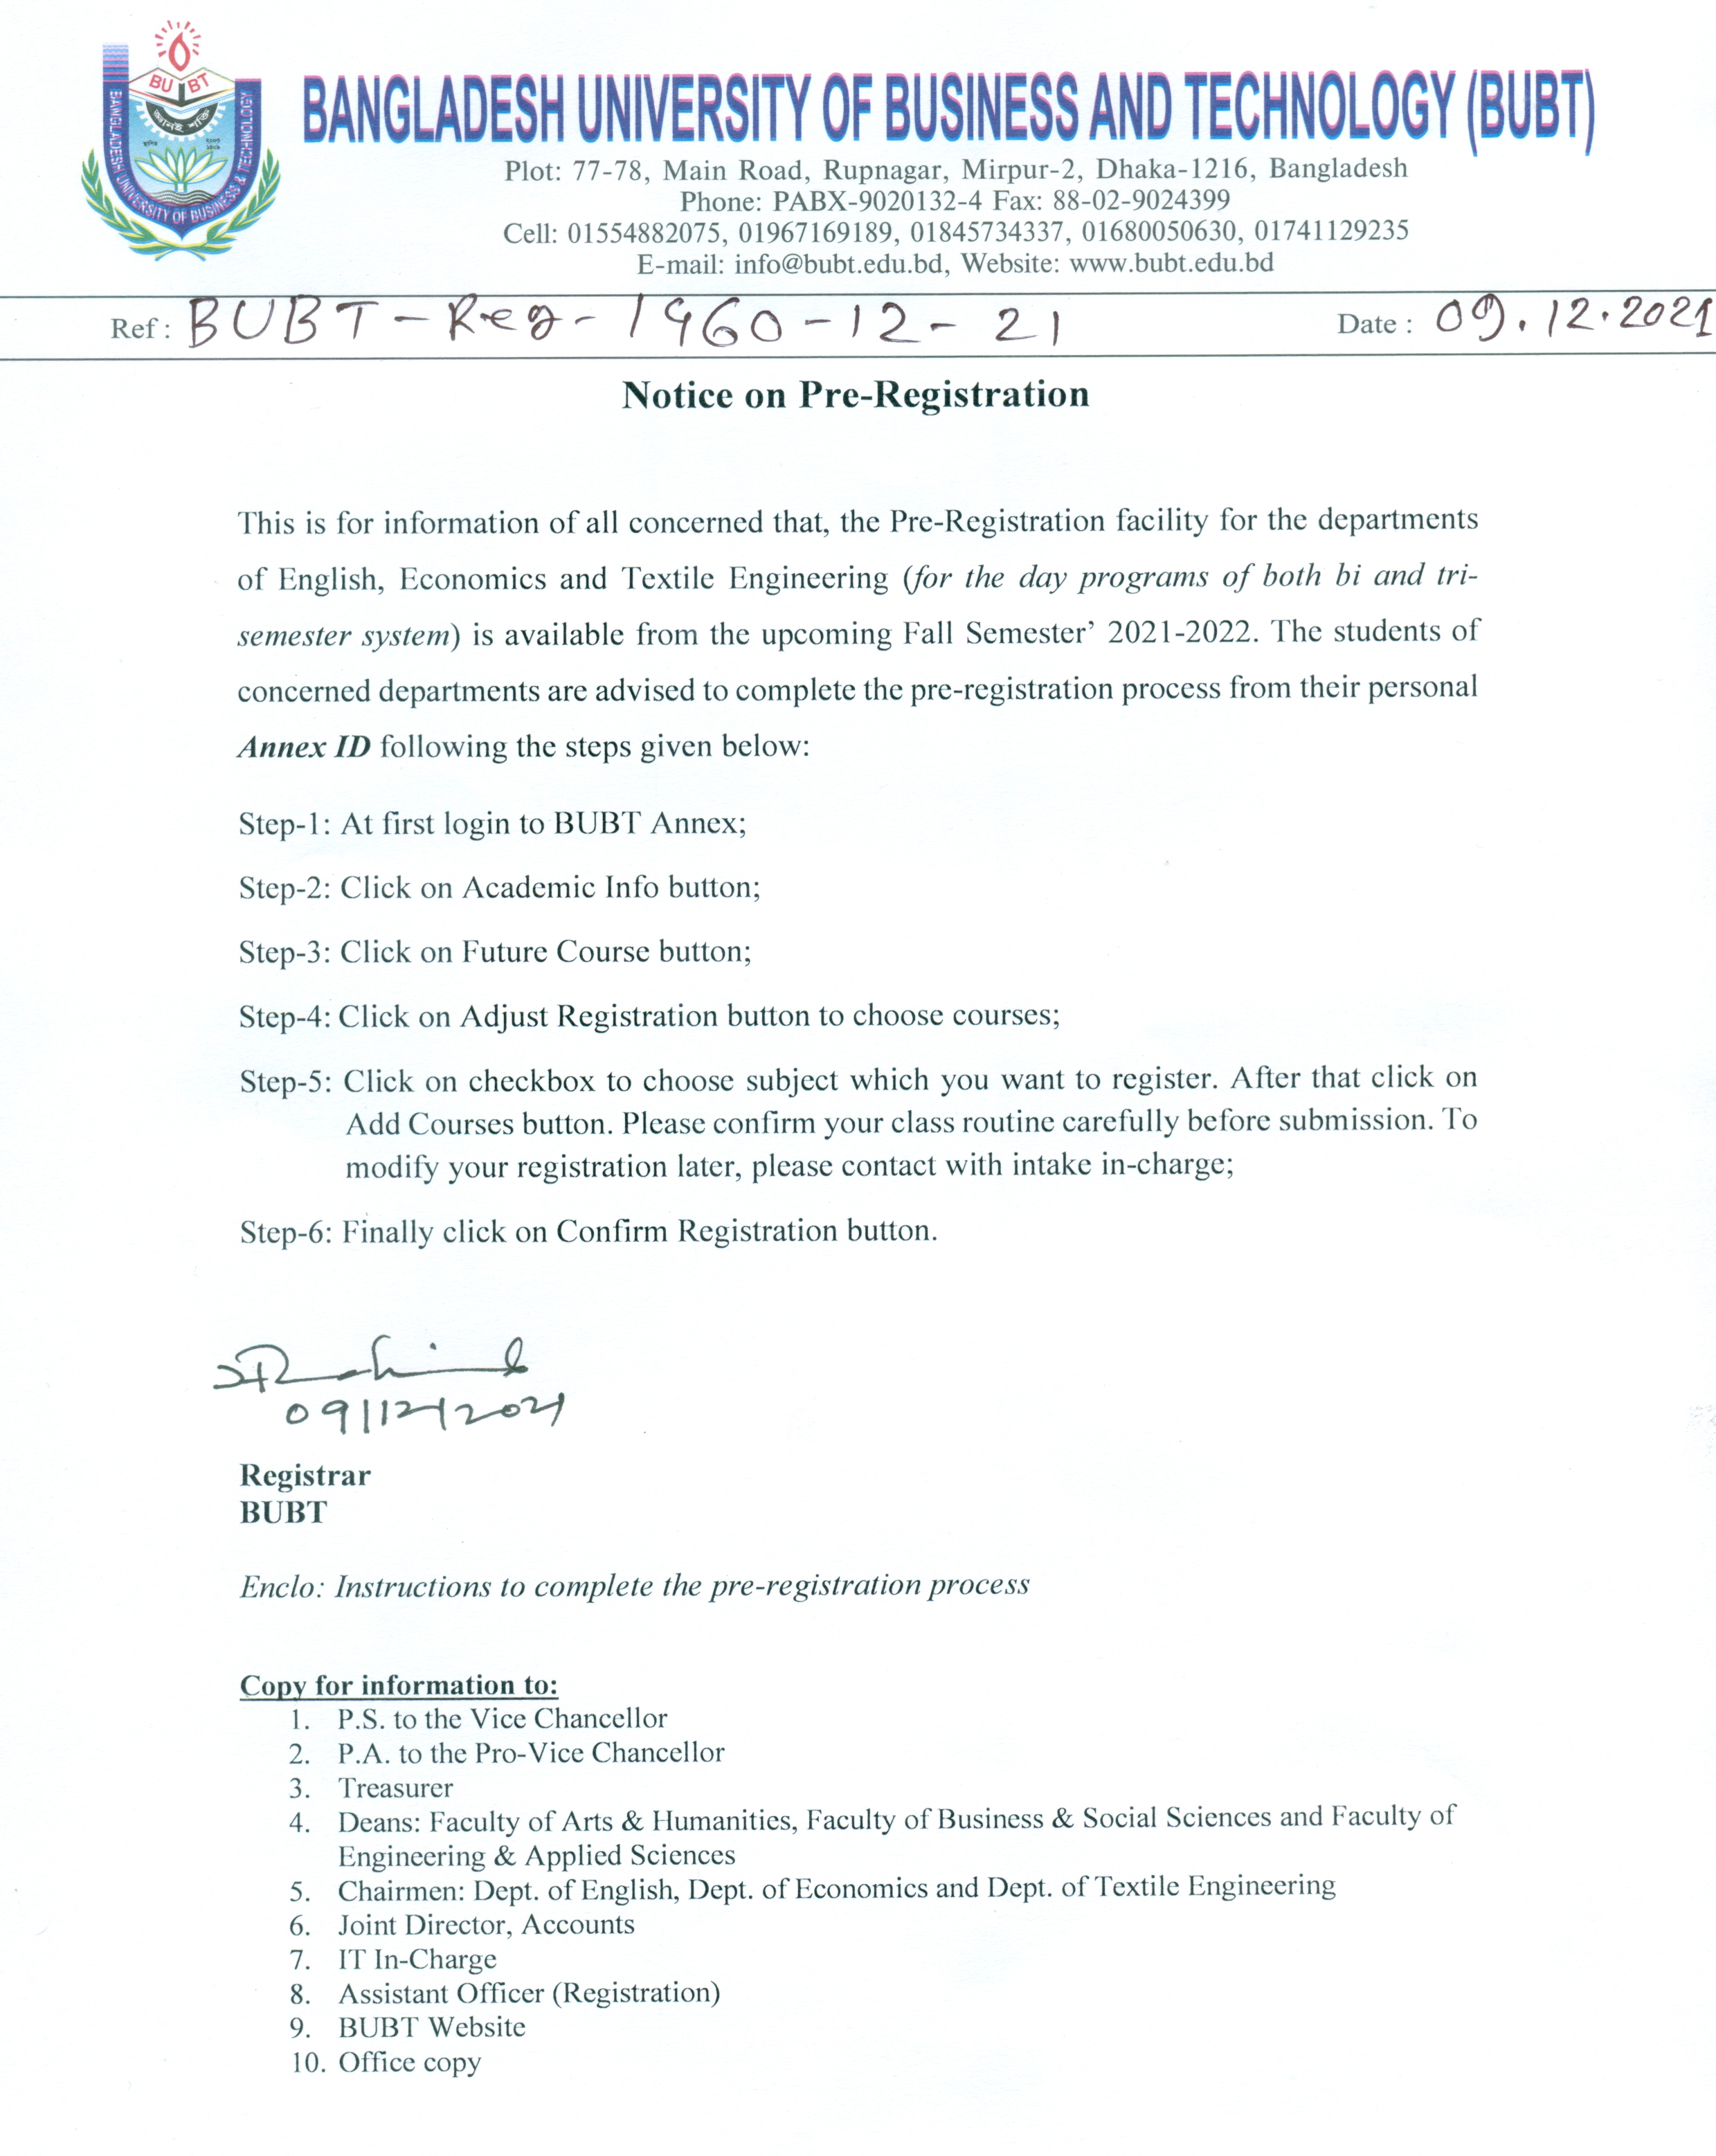 BUBT
BANGLADESH UNIVERSITY OF BUSINESS & TECHNOLOGY
BANGLADESH UNIVERSITY OF BUSINESS AND TECHNOLOGY (BUBT)
Plot: 77-78, Main Road, Rupnagar, Mirpur-2, Dhaka-1216, Bangladesh
Phone: PABX-9020132-4 Fax: 88-02-9024399
Cell: 01554882075, 01967169189, 01845734337, 01680050630, 01741129235
E-mail: info@bubt.edu.bd, Website: www.bubt.edu.bd
Ref : BUBT-Reg-1960-12-21 Date : 09.12.2021
Notice on Pre-Registration
This is for information of all concerned that, the Pre-Registration facility for the departments
of English, Economics and Textile Engineering (for the day programs of both bi and tri-
semester system) is available from the upcoming Fall Semester’ 2021-2022. The students of
concerned departments are advised to complete the pre-registration process from their personal
Annex ID following the steps given below:
Step-1: At first login to BUBT Annex;
Step-2: Click on Academic Info button;
Step-3: Click on Future Course button;
Step-4: Click on Adjust Registration button to choose courses;
Step-5: Click on checkbox to choose subject which you want to register. After that click on
Add Courses button. Please confirm your class routine carefully before submission. To
modify your registration later, please contact with intake in-charge;
Step-6: Finally click on Confirm Registration button.
09/12/2021
Registrar
BUBT
Enclo: Instructions to complete the pre-registration process
Copy for information to:
1. P.S. to the Vice Chancellor
2. P.A. to the Pro-Vice Chancellor
3. Treasurer
4. Deans: Faculty of Arts & Humanities, Faculty of Business & Social Sciences and Faculty of
Engineering & Applied Sciences
5. Chairmen: Dept. of English, Dept. of Economics and Dept. of Textile Engineering
6. Joint Director, Accounts
7. IT In-Charge
8. Assistant Officer (Registration)
9. BUBT Website
10. Office copy